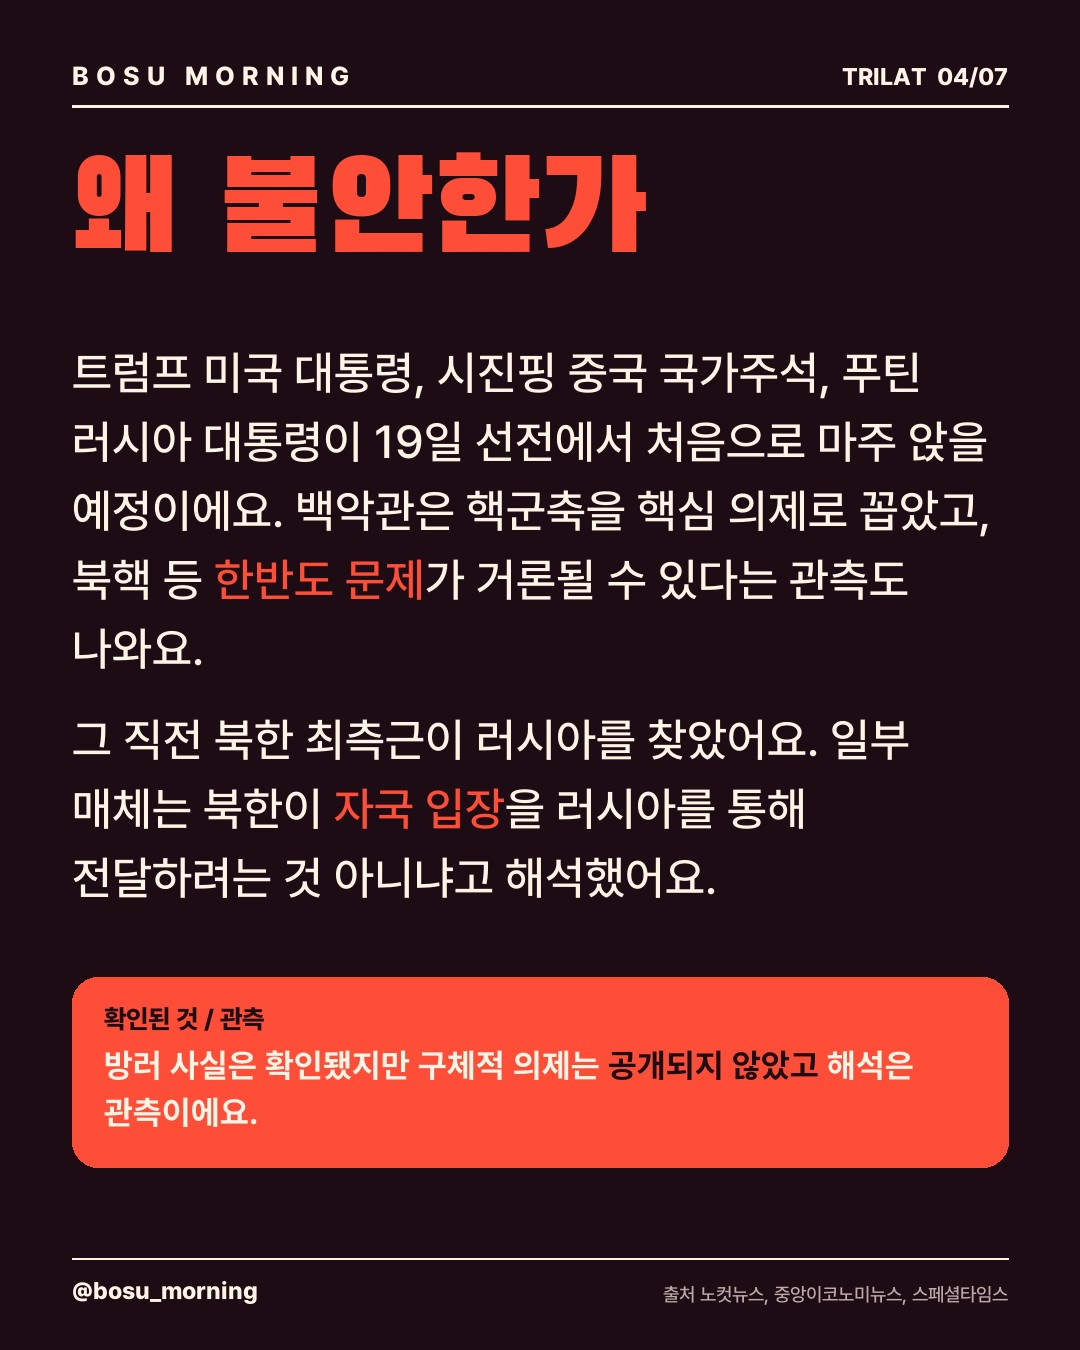 BOSU MORNING
TRILAT 04/07
왜 불안한가
트럼프 미국 대통령, 시진핑 중국 국가주석, 푸틴
러시아 대통령이 19일 선전에서 처음으로 마주 앉을
예정이에요. 백악관은 핵군축을 핵심 의제로 꼽았고,
북핵 등 한반도 문제가 거론될 수 있다는 관측도
나와요.
그 직전 북한 최측근이 러시아를 찾았어요. 일부
매체는 북한이 자국 입장을 러시아를 통해
전달하려는 것 아니냐고 해석했어요.
확인된 것 / 관측
방러 사실은 확인됐지만 구체적 의제는 공개되지 않았고 해석은
관측이에요.
@bosu_morning
출처 노컷뉴스, 중앙이코노미뉴스, 스페셜타임스